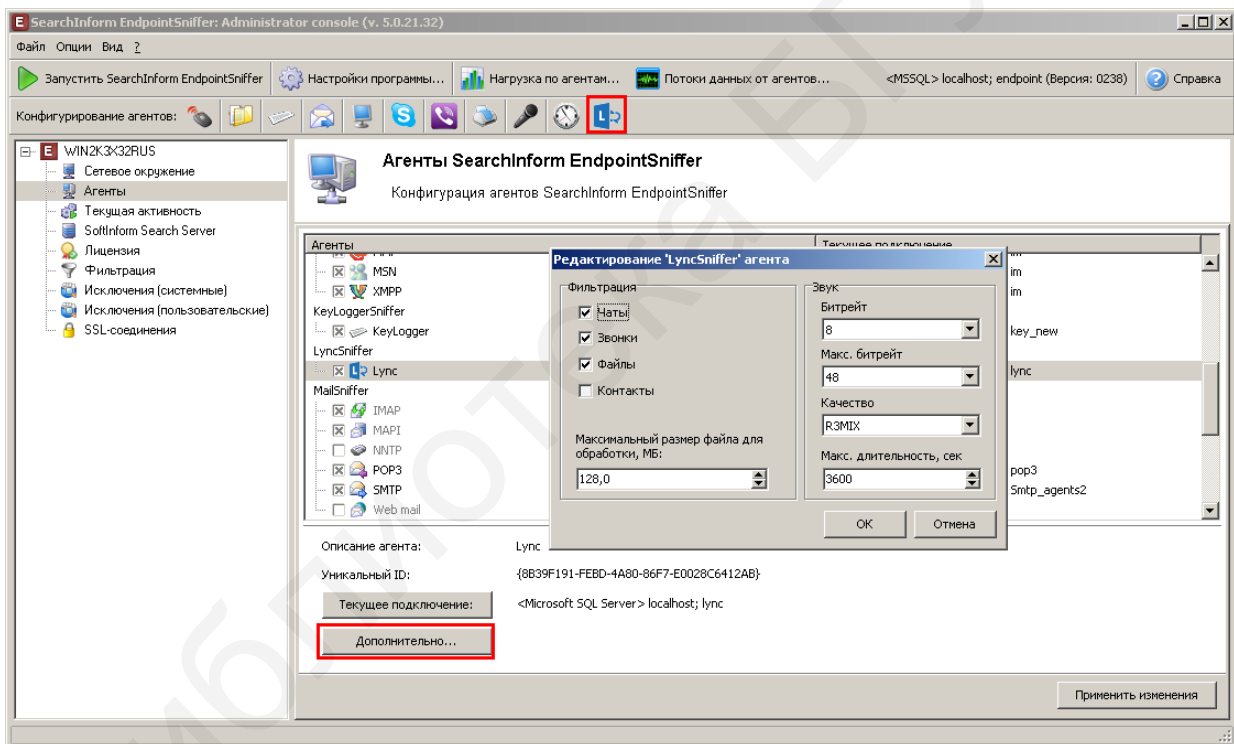 SearchInform EndpointSniffer: Administrator console (v. 5.0.21.32)
Файл Опции Вид ?
Запустить SearchInform EndpointSniffer Настройки программы... Нагрузка по агентам... Потоки данных от агентов... <MSSQL> localhost; endpoint (Версия: 0238) Справка
Конфигурирование агентов:
WIN2K3X32RUS
Сетевое окружение
Агенты
Текущая активность
SoftInform Search Server
Лицензия
Фильтрация
Исключения (системные)
Исключения (пользовательские)
SSL-соединения
Агенты SearchInform EndpointSniffer
Конфигурация агентов SearchInform EndpointSniffer
Агенты Текущее подключение
im
MSN im
XMPP im
KeyLoggerSniffer
KeyLogger key_new
LyncSniffer
Lync lync
MailSniffer
IMAP
MAPI
NNTP
POP3 pop3
SMTP Smtp_agents2
Web mail
Редактирование 'LyncSniffer' агента
Фильтрация
Чаты
Звонки
Файлы
Контакты
Максимальный размер файла для
обработки, МБ:
128,0
Звук
Битрейт
8
Макс. битрейт
48
Качество
R3MIX
Макс. длительность, сек
3600
ОК Отмена
Описание агента: Lync
Уникальный ID: {8B39F191-FEBD-4A80-86F7-E0028C6412AB}
Текущее подключение: <Microsoft SQL Server> localhost; lync
Дополнительно...
Применить изменения